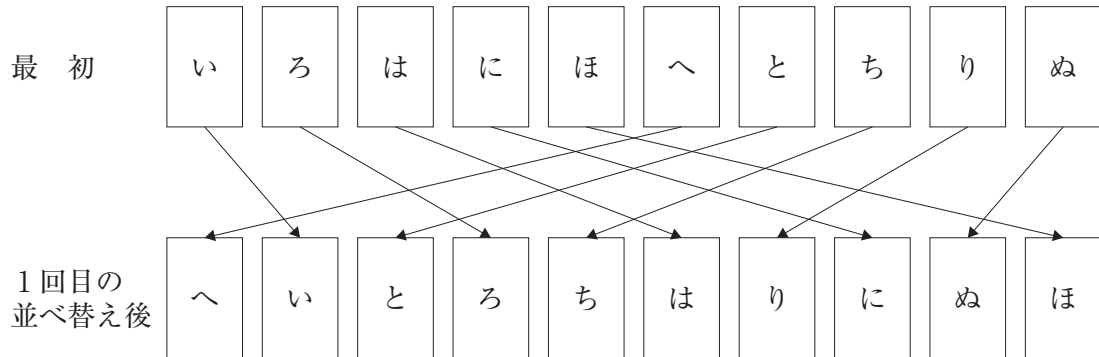 最 初 い ろ は に ほ へ と ち り ぬ
1回目の
並べ替え後 へ い と ろ ち は り に ぬ ほ